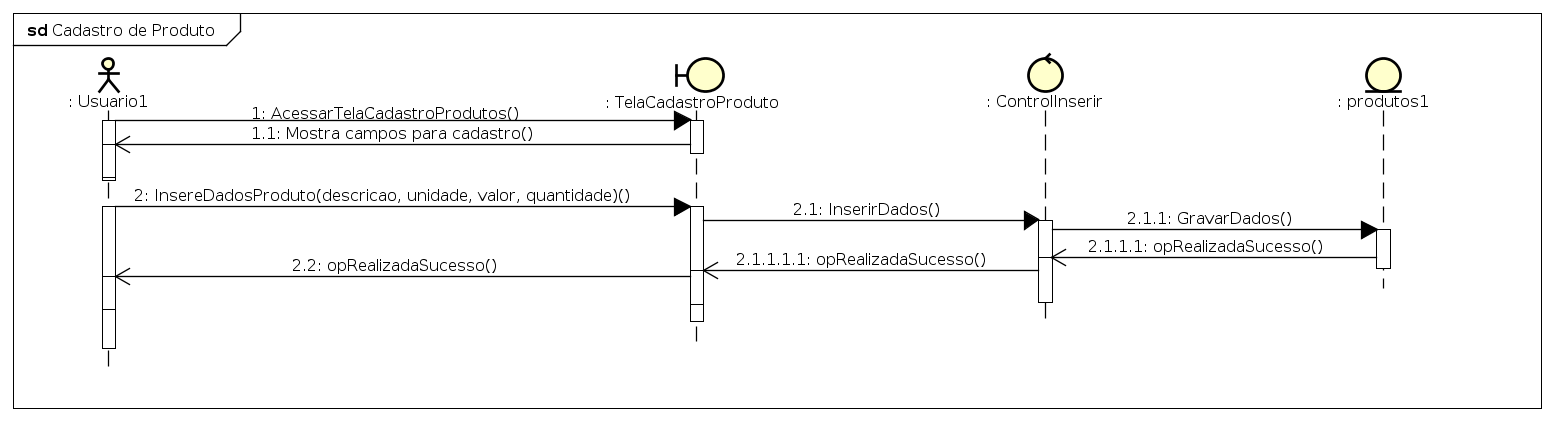 sd Cadastro de Produto
: Usuario1
: TelaCadastroProduto
: ControlInserir
: produtos1
1: AcessarTelaCadastroProdutos()
1.1: Mostra campos para cadastro()
2: InsereDadosProduto(descricao, unidade, valor, quantidade)()
2.1: InserirDados()
2.1.1: GravarDados()
2.1.1.1: opRealizadaSucesso()
2.1.1.1.1: opRealizadaSucesso()
2.2: opRealizadaSucesso()